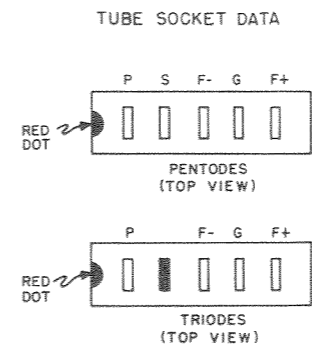 TUBE SOCKET DATA
P S F- G F+
RED
DOT
PENTODES
(TOP VIEW)
P F- G F+
RED
DOT
TRIODES
(TOP VIEW)